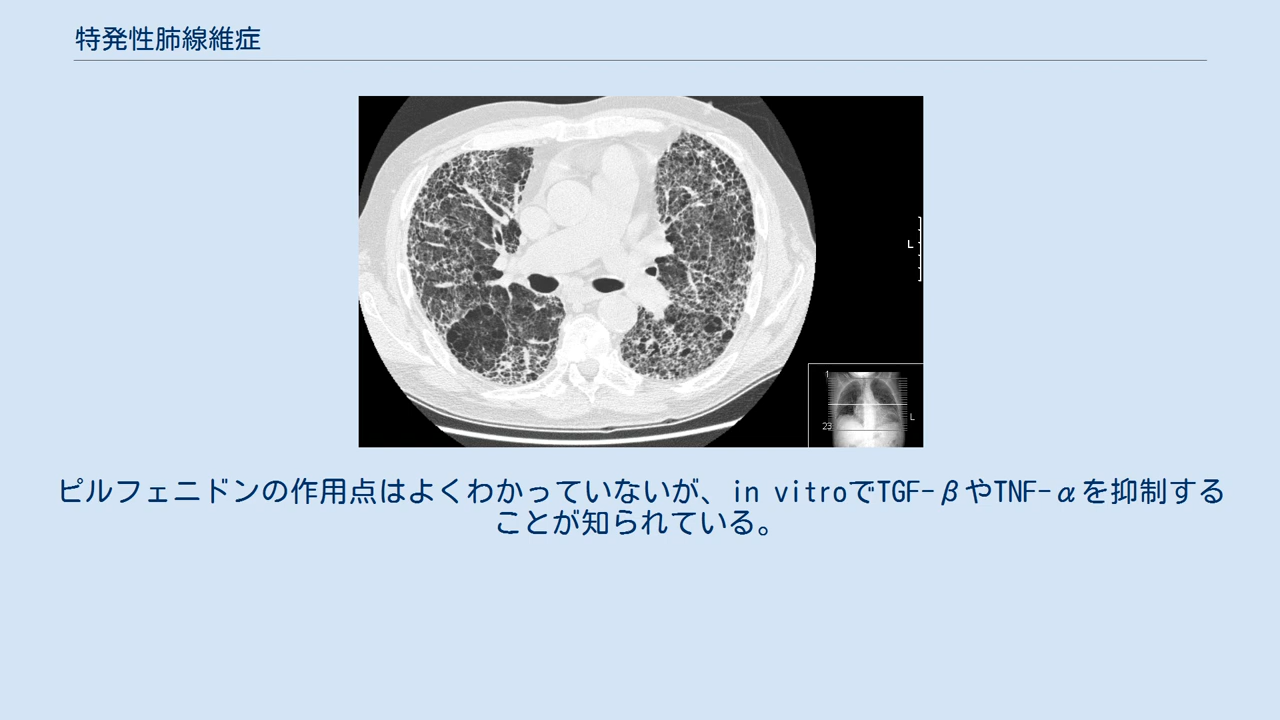 特発性肺線維症
L
1
L
23
ピルフェニドンの作用点はよくわかっていないが、in vitroでTGF-βやTNF-αを抑制する
ことが知られている。